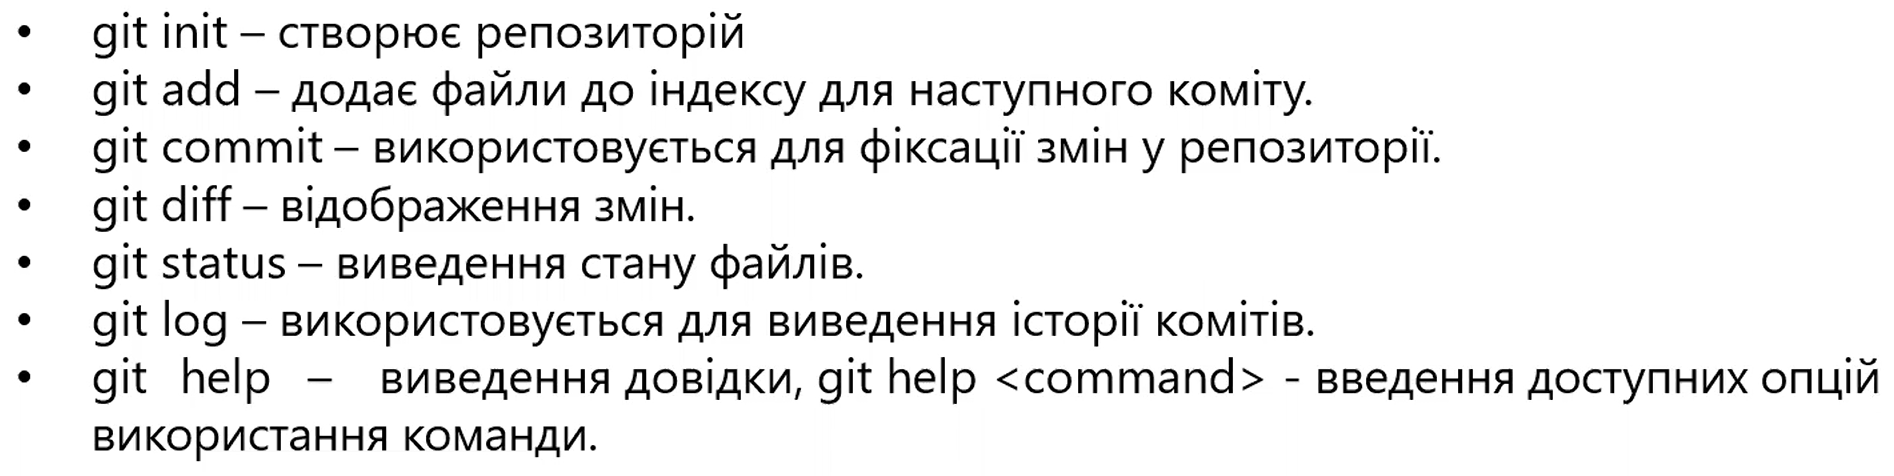 • git init – створює репозиторій
• git add – додає файли до індексу для наступного коміту.
• git commit – використовується для фіксації змін у репозиторії.
• git diff – відображення змін.
• git status – виведення стану файлів.
• git log – використовується для виведення історії комітів.
• git help – виведення довідки, git help <command> - введення доступних опцій
використання команди.